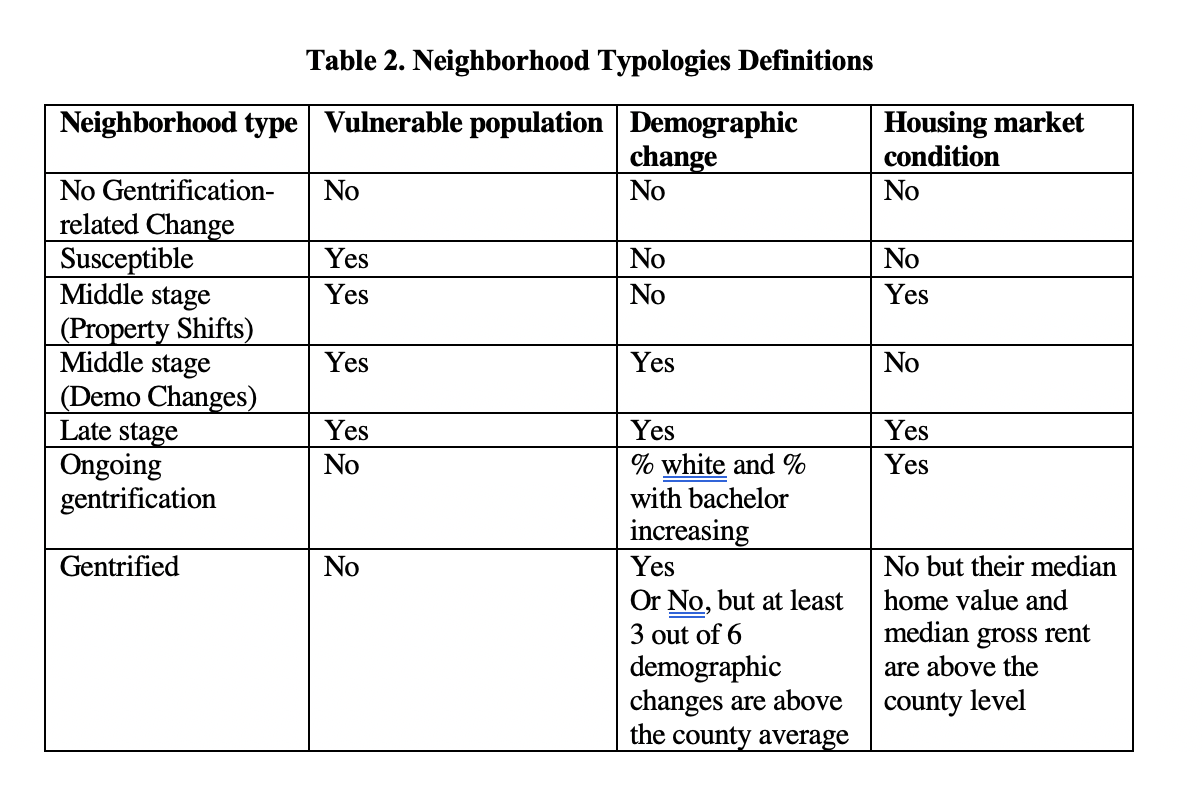 Table 2. Neighborhood Typologies Definitions
Neighborhood type Vulnerable population Demographic change Housing market condition
No Gentrification-related Change No No No
Susceptible Yes No No
Middle stage (Property Shifts) Yes No Yes
Middle stage (Demo Changes) Yes Yes No
Late stage Yes Yes Yes
Ongoing gentrification No % white and % with bachelor increasing Yes
Gentrified No Yes Or No, but at least 3 out of 6 demographic changes are above the county average No but their median home value and median gross rent are above the county level